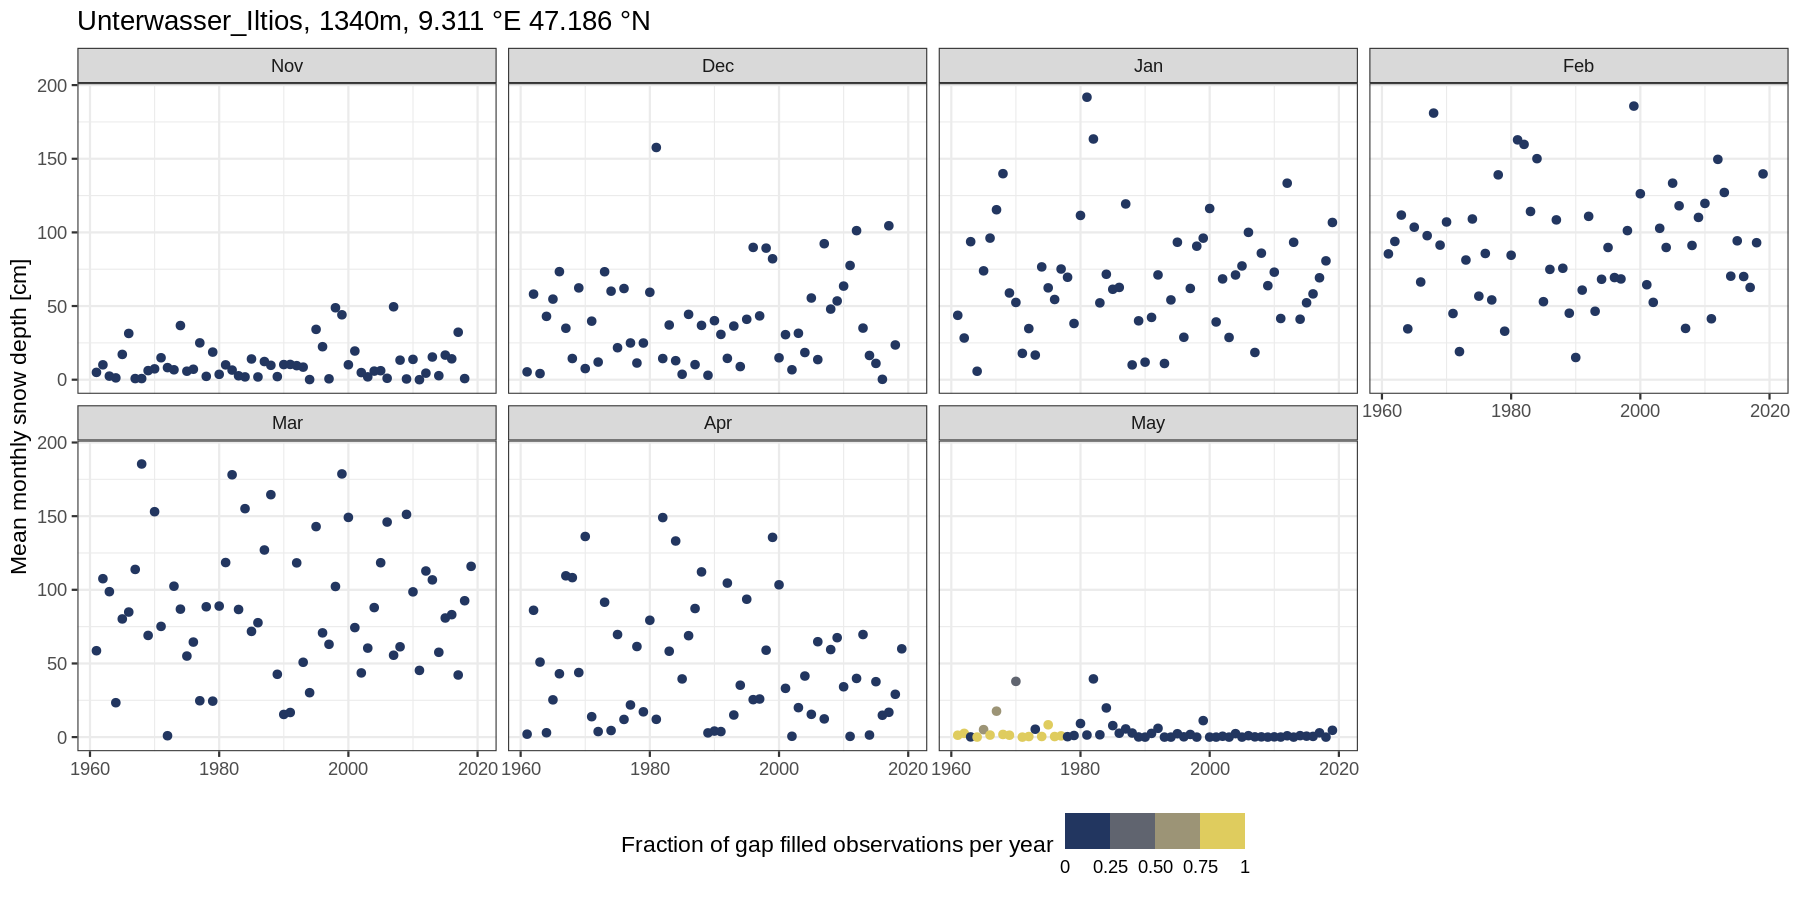 Unterwasser_Iltios, 1340m, 9.311 °E 47.186 °N
Nov
Dec
Jan
Feb
200
150
100
50
0
1960 1980 2000 2020
Mean monthly snow depth [cm]
Mar
Apr
May
200
150
100
50
0
1960 1980 2000 2020
1960 1980 2000 2020
1960 1980 2000 2020
Fraction of gap filled observations per year
0 0.25 0.50 0.75 1